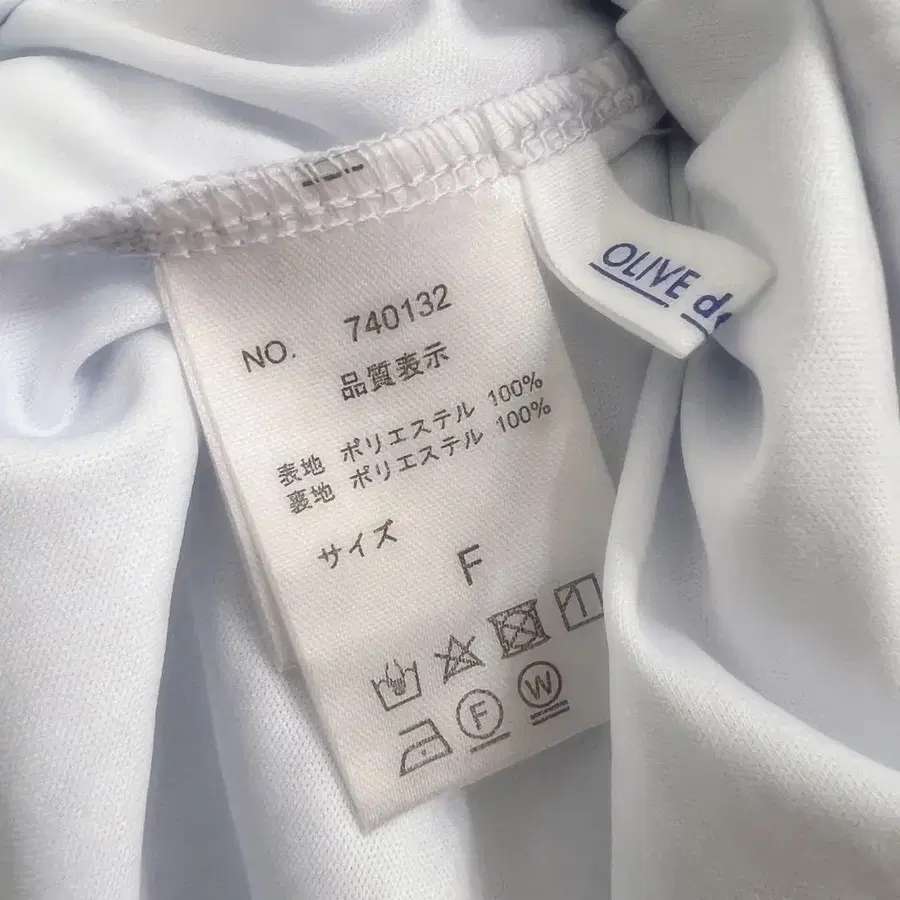 NO. 740132
品質表示
表地 ポリエステル 100%
裏地 ポリエステル 100%
サイズ
F
F W
OLIVE